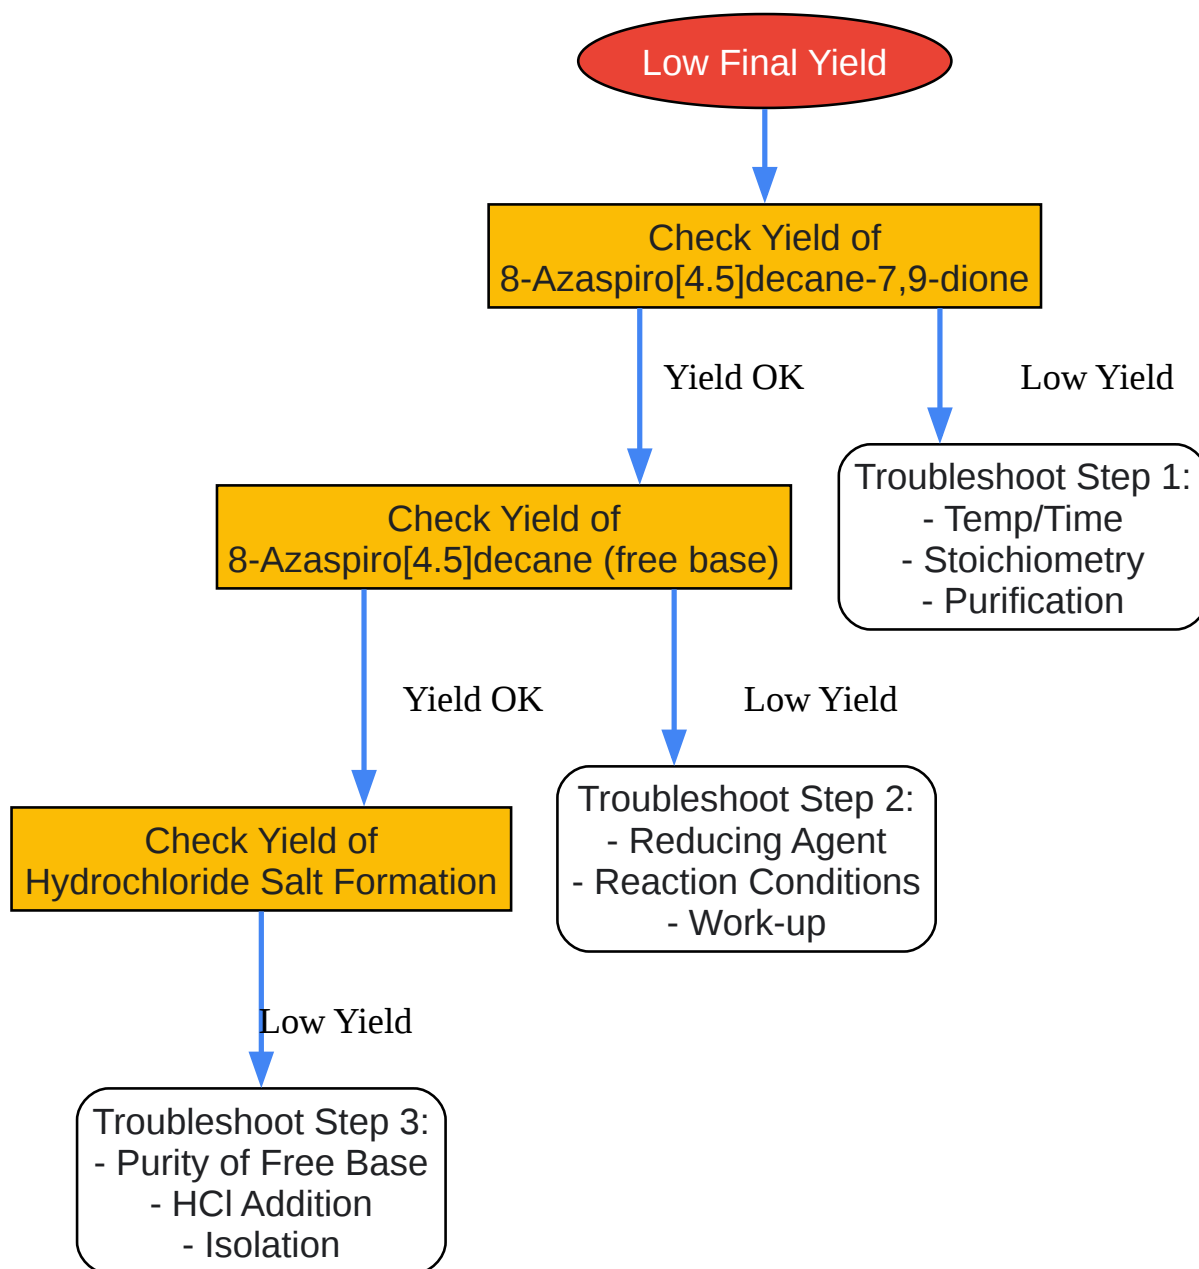 Low Final Yield
Check Yield of
8-Azaspiro[4.5]decane-7,9-dione
Yield OK
Low Yield
Troubleshoot Step 1:
- Temp/Time
- Stoichiometry
- Purification
Check Yield of
8-Azaspiro[4.5]decane (free base)
Yield OK
Low Yield
Troubleshoot Step 2:
- Reducing Agent
- Reaction Conditions
- Work-up
Check Yield of
Hydrochloride Salt Formation
Low Yield
Troubleshoot Step 3:
- Purity of Free Base
- HCl Addition
- Isolation